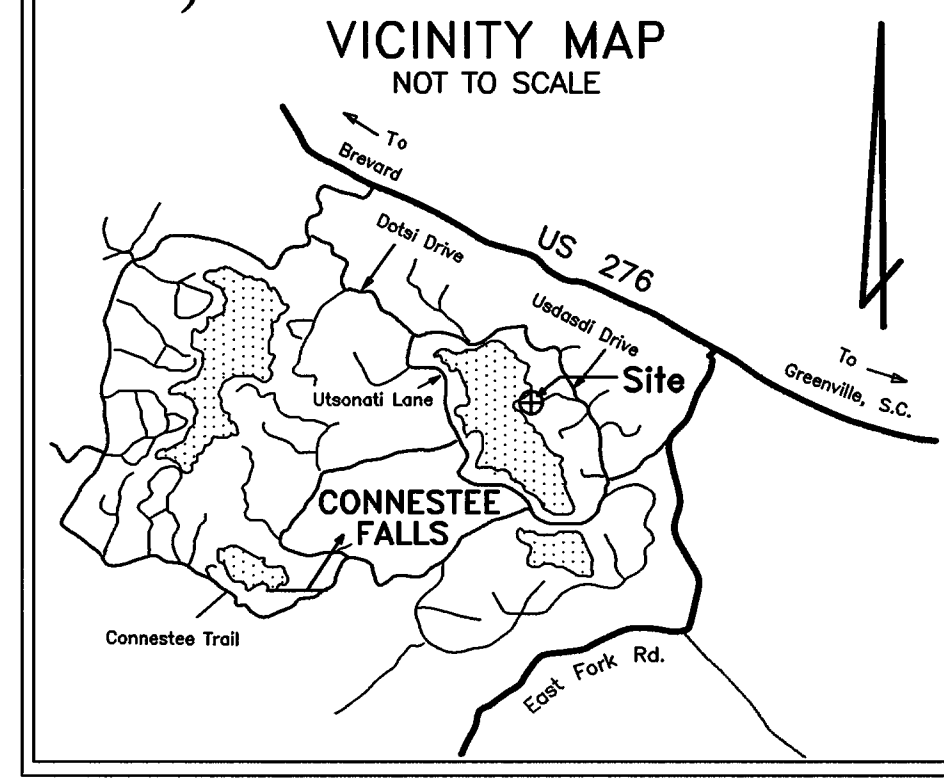 VICINITY MAP
NOT TO SCALE
To
Brevard
Dotsi Drive
US 276
Usdasdi Drive
To
Greenville, S.C.
Site
Utsonati Lane
CONNESTEE
FALLS
Connestee Trail
East Fork Rd.